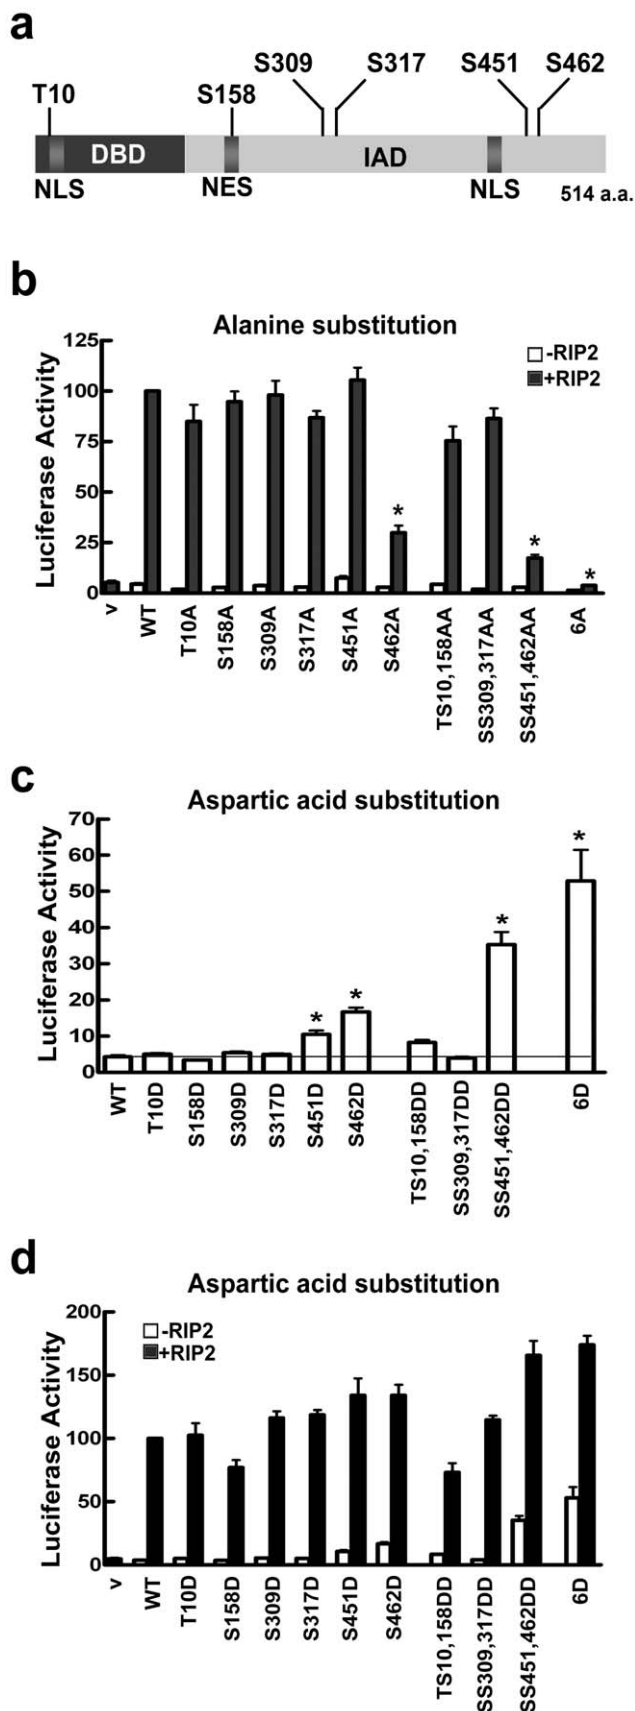 a
S309 S317 S451 S462
T10 S158
DBD IAD
NLS NES NLS 514 a.a.
b
Alanine substitution
-RIP2
+RIP2
Luciferase Activity
125
100
75
50
25
0
* * *
v WT T10A S158A S309A S317A S451A S462A TS10,158AA SS309,317AA SS451,462AA 6A
c
Aspartic acid substitution
Luciferase Activity
70
60
50
40
30
20
10
0
* * * *
WT T10D S158D S309D S317D S451D S462D TS10,158DD SS309,317DD SS451,462DD 6D
d
Aspartic acid substitution
-RIP2
+RIP2
Luciferase Activity
200
150
100
50
0
v WT T10D S158D S309D S317D S451D S462D TS10,158DD SS309,317DD SS451,462DD 6D